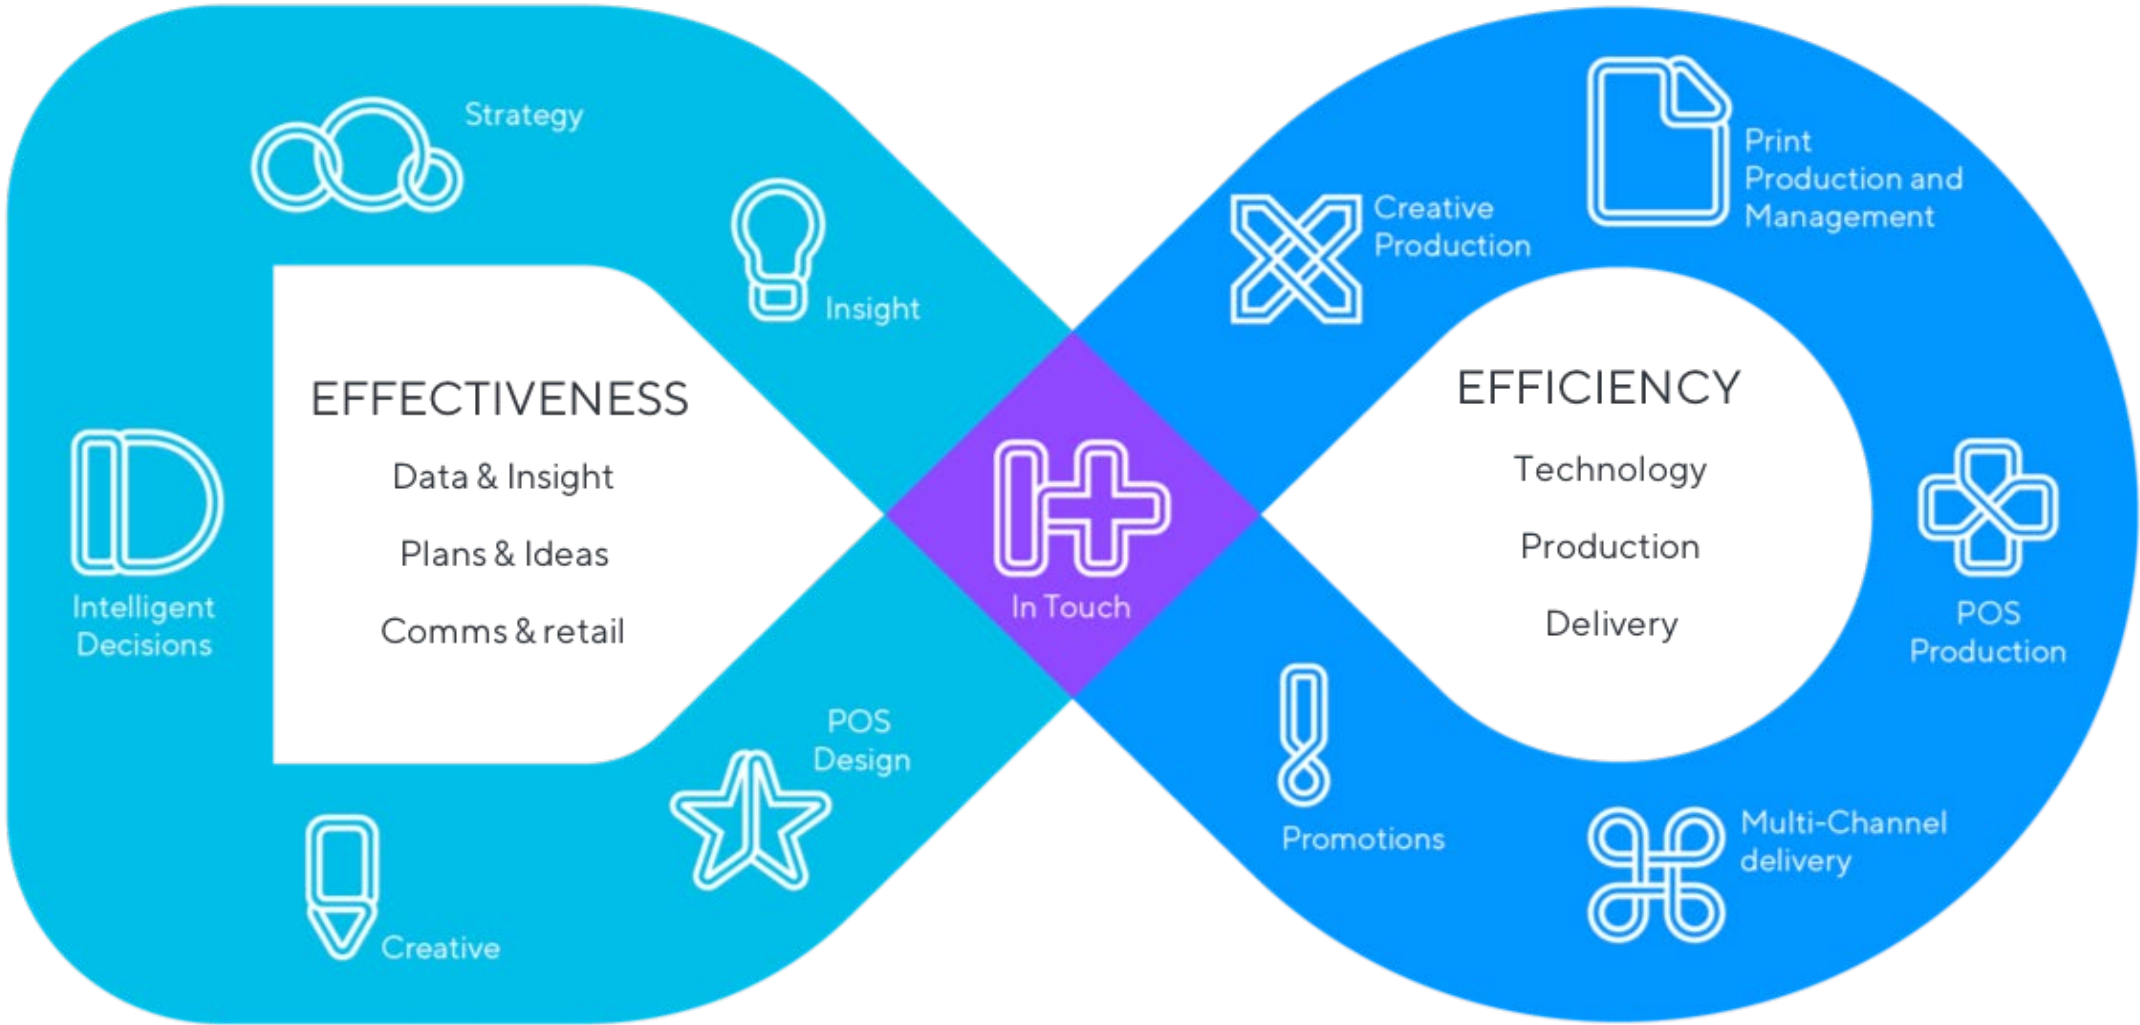 Strategy
Insight
EFFECTIVENESS
Data & Insight
Plans & Ideas
Comms & retail
Intelligent
Decisions
Creative
POS
Design
In Touch
Creative
Production
Print
Production and
Management
EFFICIENCY
Technology
Production
Delivery
POS
Production
Promotions
Multi-Channel
delivery